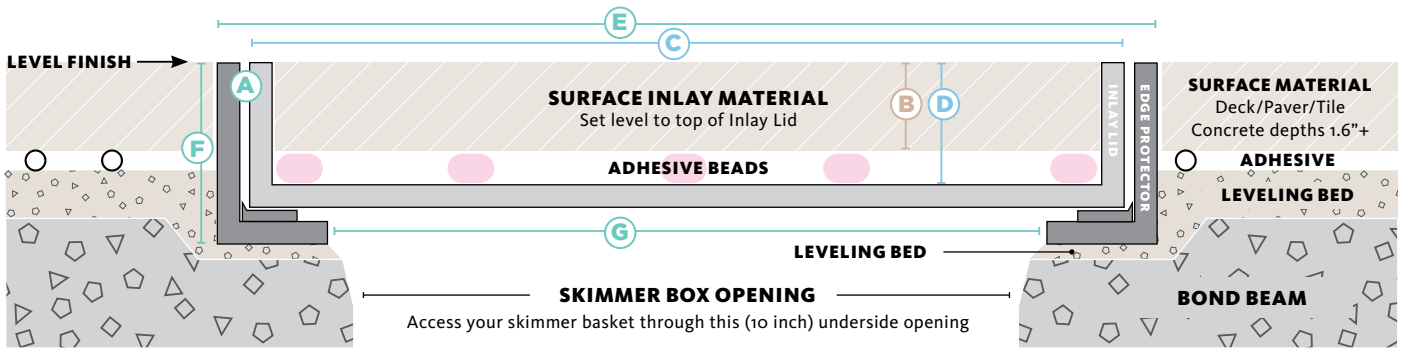 E
C
LEVEL FINISH
A
SURFACE INLAY MATERIAL
Set level to top of Inlay Lid
B
D
INLAY LID
EDGE PROTECTOR
SURFACE MATERIAL
Deck/Paver/Tile
Concrete depths 1.6”+
F
ADHESIVE BEADS
ADHESIVE
LEVELING BED
G
LEVELING BED
SKIMMER BOX OPENING
Access your skimmer basket through this (10 inch) underside opening
BOND BEAM